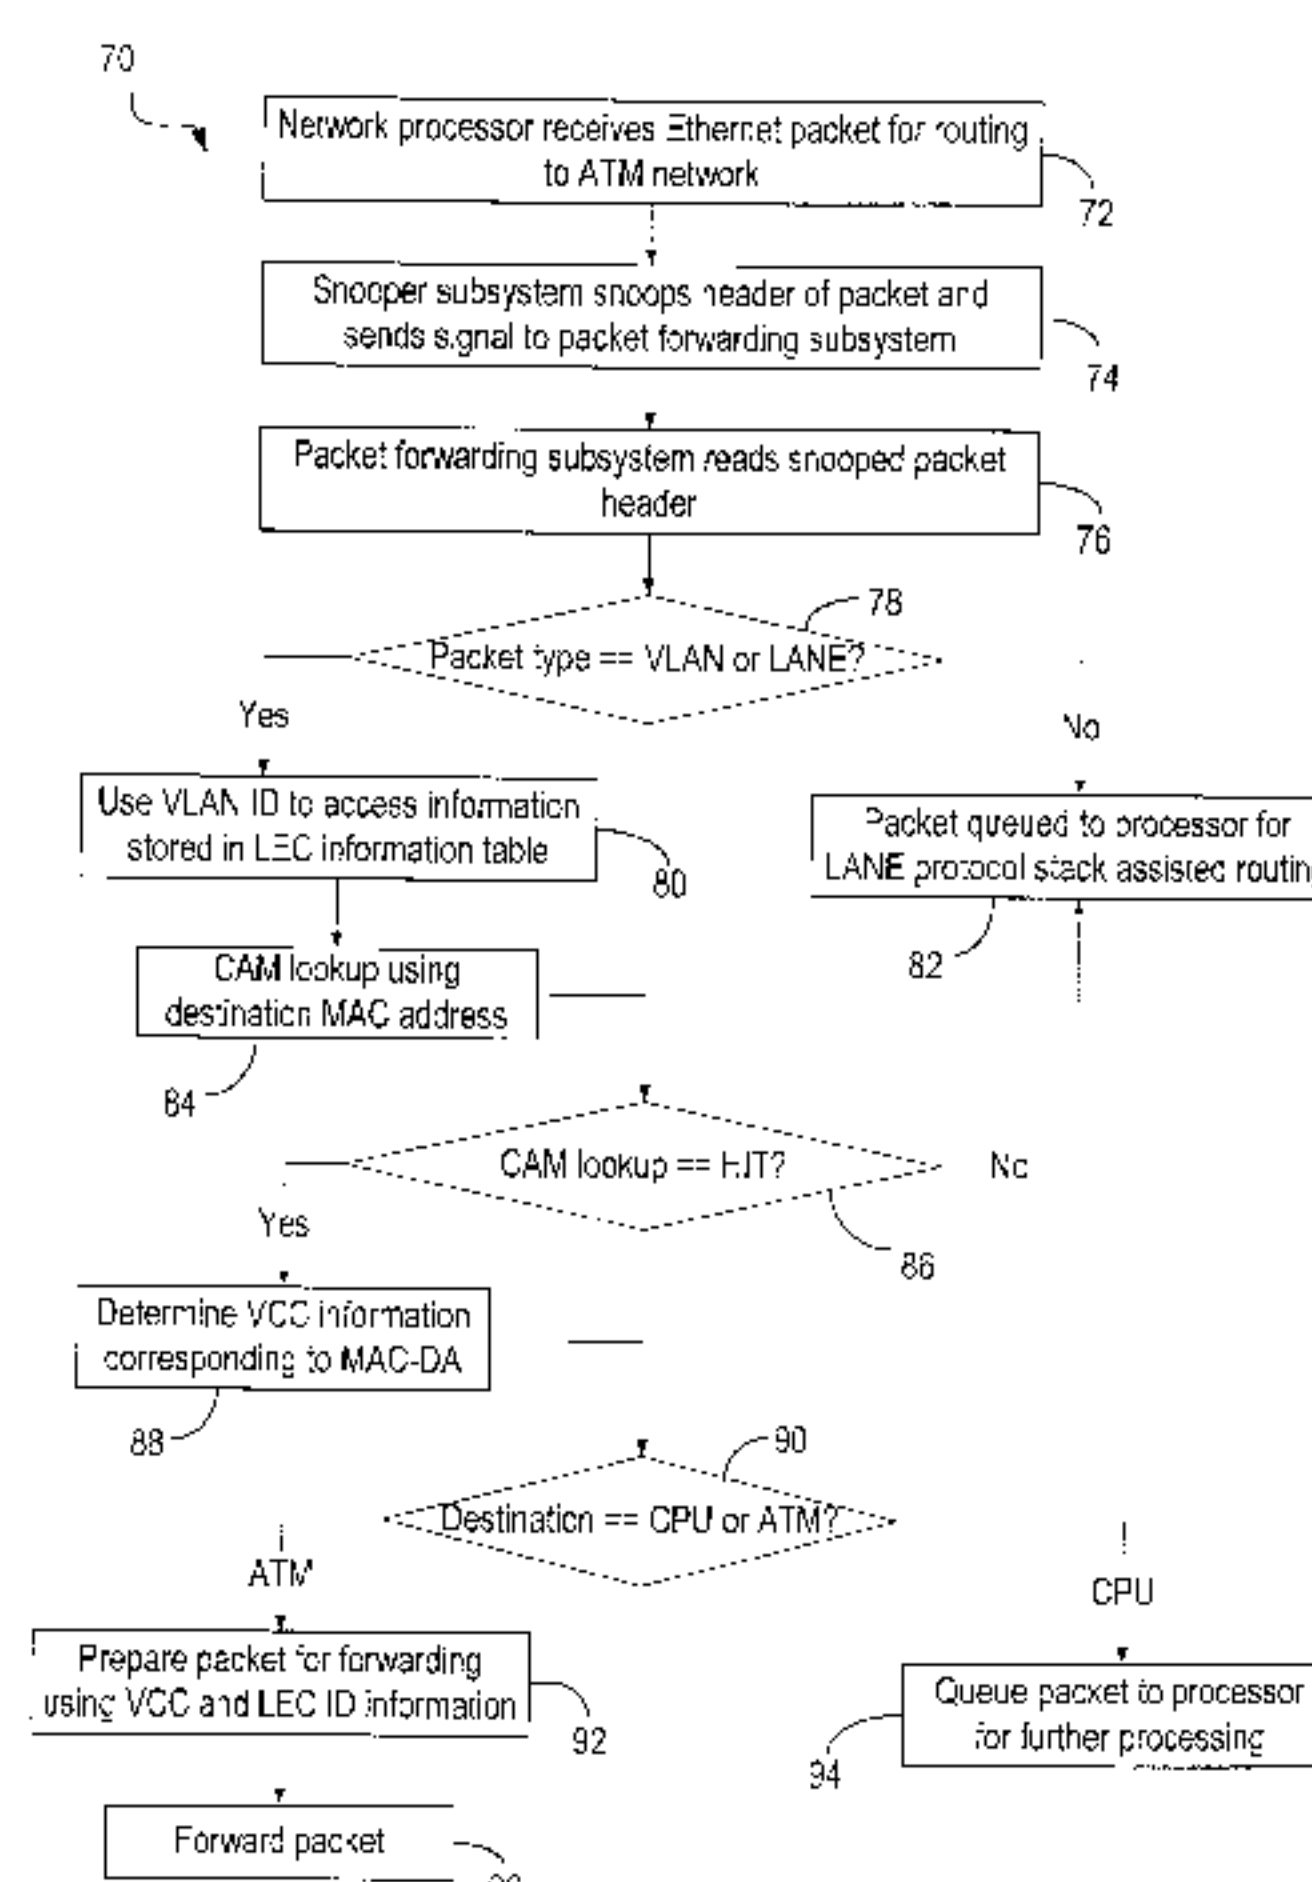 70
Network processor receives Ethernet packet for routing
to ATM network
72
Snooper subsystem snoops header of packet and
sends signal to packet forwarding subsystem
74
Packet forwarding subsystem reads snooped packet
header
76
78
Packet type == VLAN or LANE?
Yes
No
Use VLAN ID to access information
stored in LEC information table
80
Packet queued to processor for
LANE protocol stack assisted routing
82
CAM lookup using
destination MAC address
84
CAM lookup == HIT?
No
86
Yes
Determine VCC information
corresponding to MAC-DA
88
90
Destination == CPU or ATM?
ATM
CPU
Prepare packet for forwarding
using VCC and LEC ID information
92
Queue packet to processor
for further processing
94
Forward packet